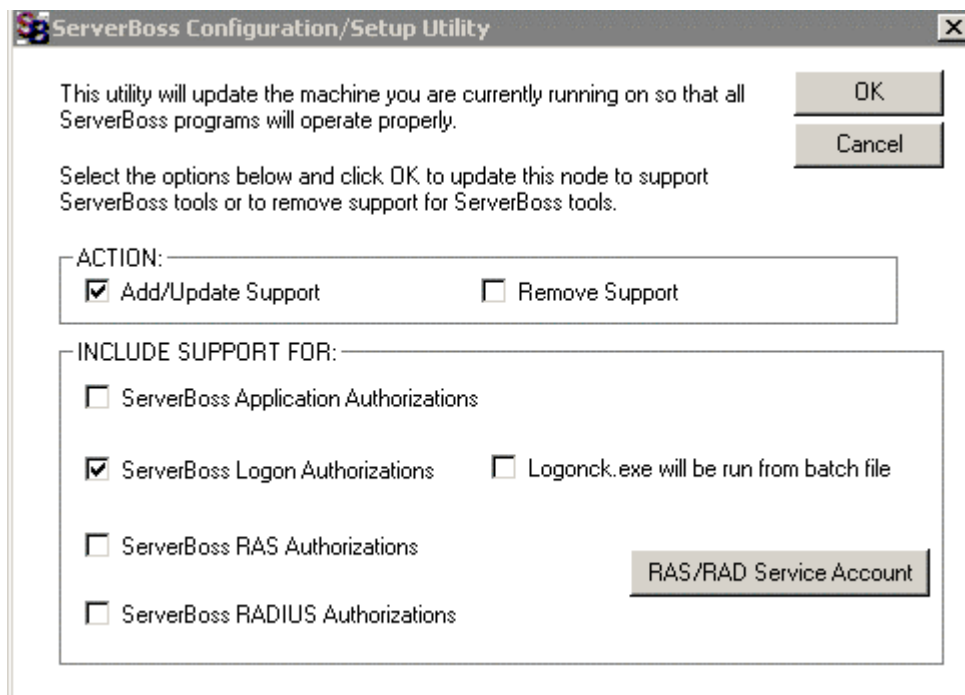 SB ServerBoss Configuration/Setup Utility
This utility will update the machine you are currently running on so that all
ServerBoss programs will operate properly.
OK
Cancel
Select the options below and click OK to update this node to support
ServerBoss tools or to remove support for ServerBoss tools.
ACTION:
Add/Update Support
Remove Support
INCLUDE SUPPORT FOR:
ServerBoss Application Authorizations
ServerBoss Logon Authorizations
Logonck.exe will be run from batch file
ServerBoss RAS Authorizations
RAS/RAD Service Account
ServerBoss RADIUS Authorizations